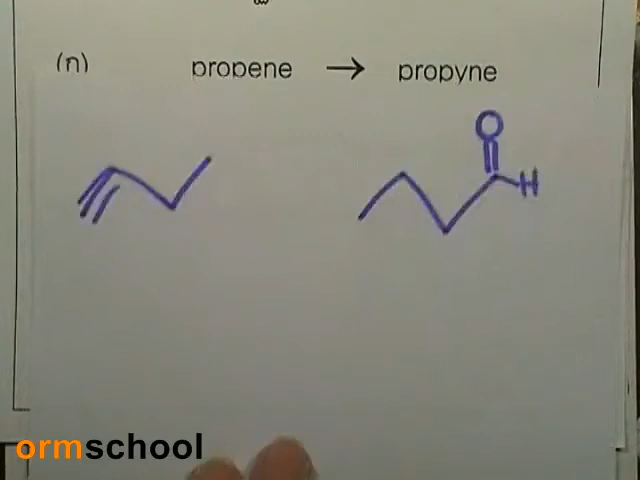 (n) propene → propyne
O
H
ormschool